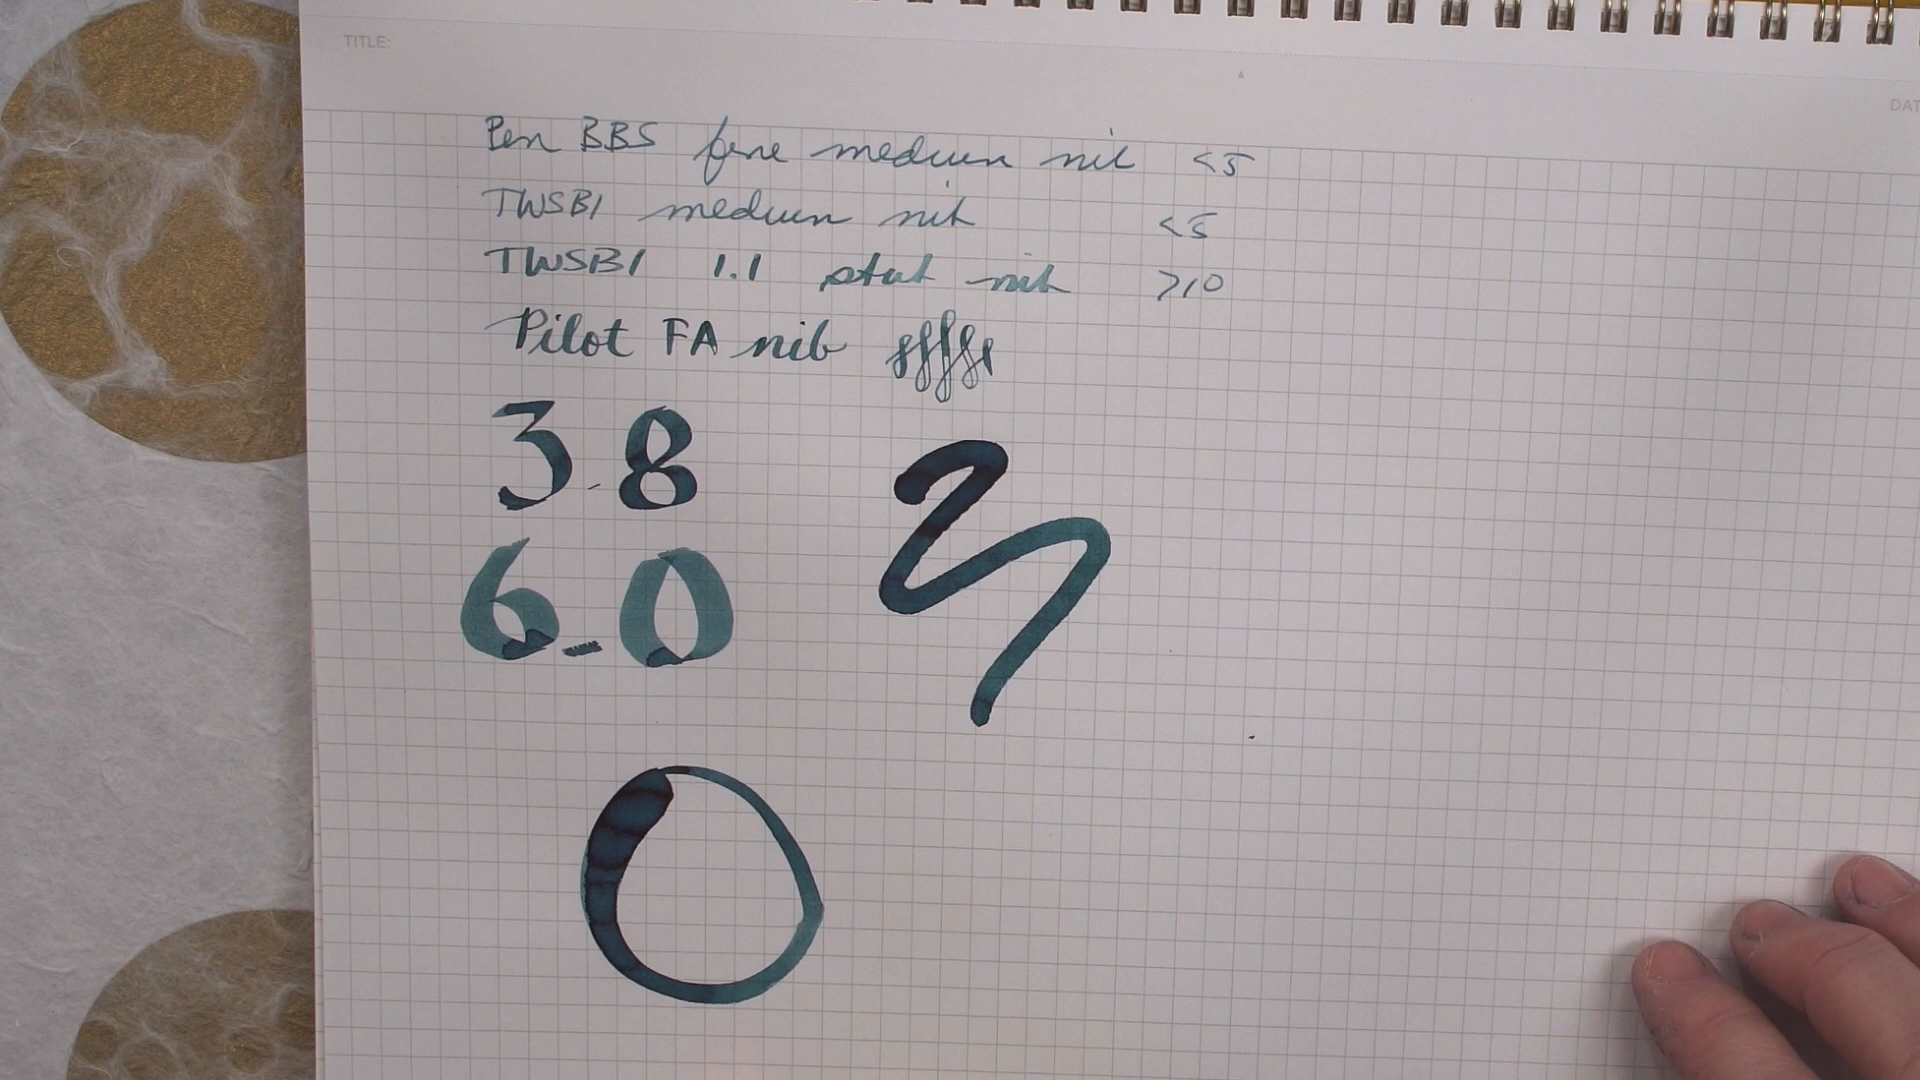 TITLE:
DAT
Pen BBS fine medium nib <5
TWSBI medium nib <5
TWSBI 1.1 stub nib >10
Pilot FA nib
3.8
6.0